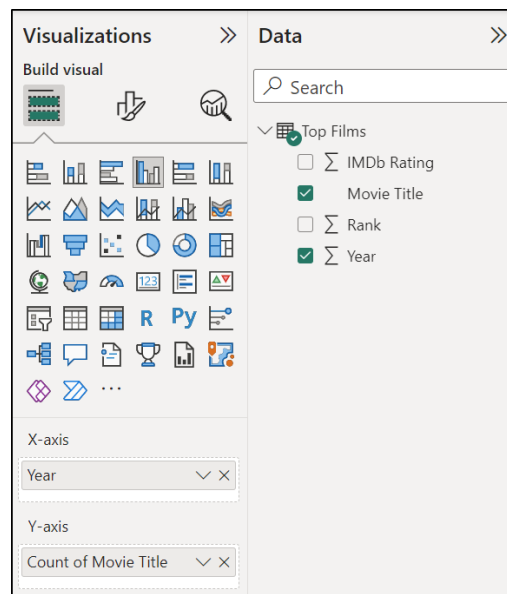 Visualizations
Build visual
123
R
Py
X-axis
Year
Y-axis
Count of Movie Title
Data
Search
Top Films
∑ IMDb Rating
Movie Title
∑ Rank
∑ Year